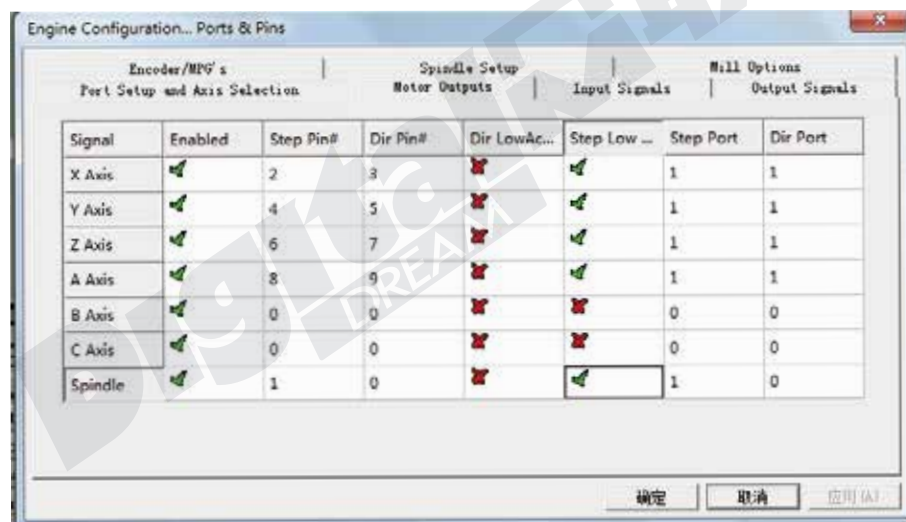 Engine Configuration... Ports & Pins
Encoder/MPG's Spindle Setup Mill Options
Port Setup and Axis Selection Motor Outputs Input Signals Output Signals
Signal Enabled Step Pin# Dir Pin# Dir LowAc... Step Low ... Step Port Dir Port
X Axis 2 3 1 1
Y Axis 4 5 1 1
Z Axis 6 7 1 1
A Axis 8 9 1 1
B Axis 0 0 0 0
C Axis 0 0 0 0
Spindle 1 0 1 0
确定 取消 应用(A)
Digital
DREAM